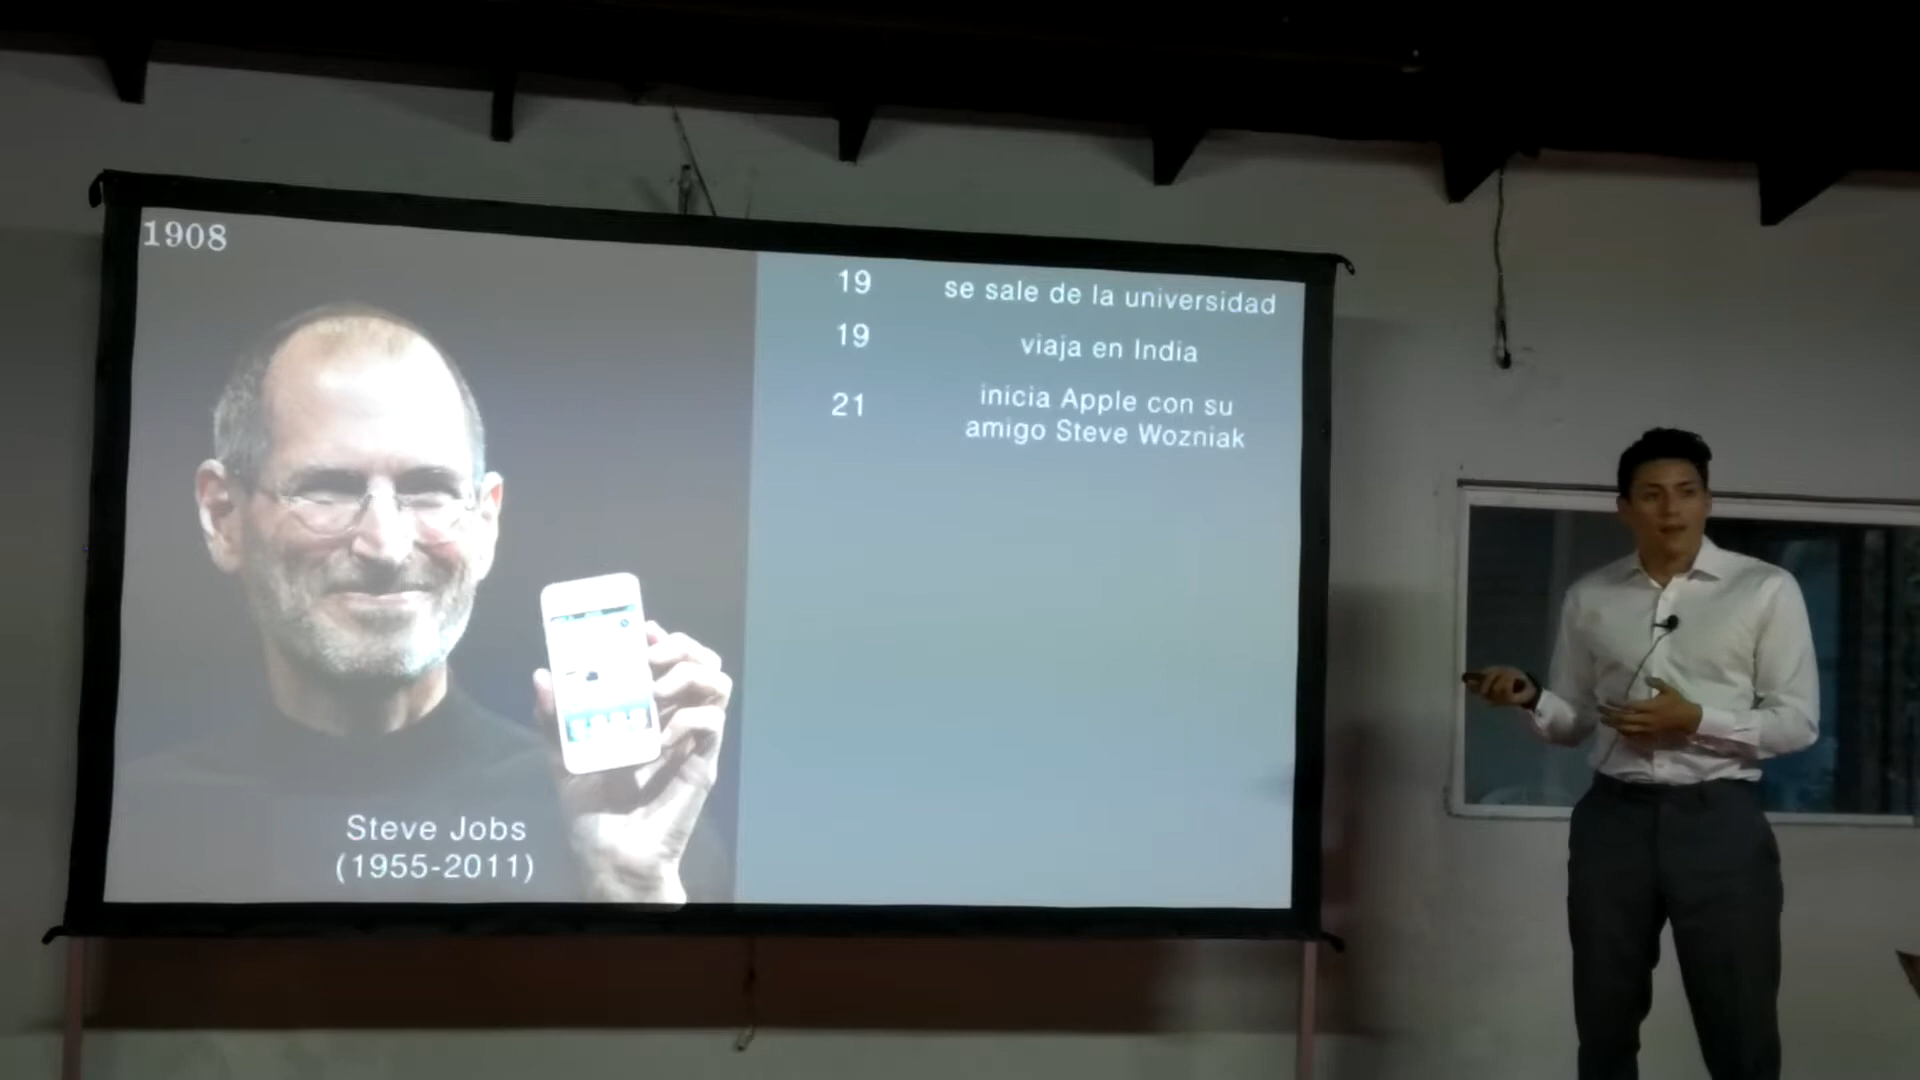 1908
19 se sale de la universidad
19 viaja en India
21 inicia Apple con su
amigo Steve Wozniak
Steve Jobs
(1955-2011)